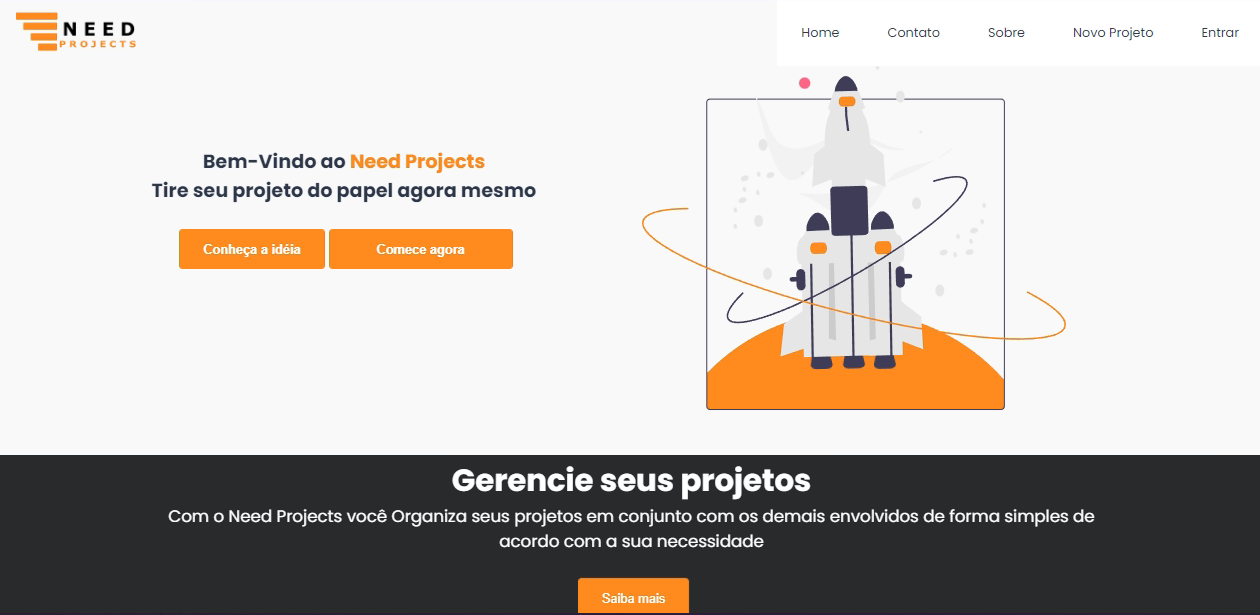 NEED
PROJECTS
Home
Contato
Sobre
Novo Projeto
Entrar
Bem-Vindo ao Need Projects
Tire seu projeto do papel agora mesmo
Conheça a idéia
Comece agora
Gerencie seus projetos
Com o Need Projects você Organiza seus projetos em conjunto com os demais envolvidos de forma simples de
acordo com a sua necessidade
Saiba mais